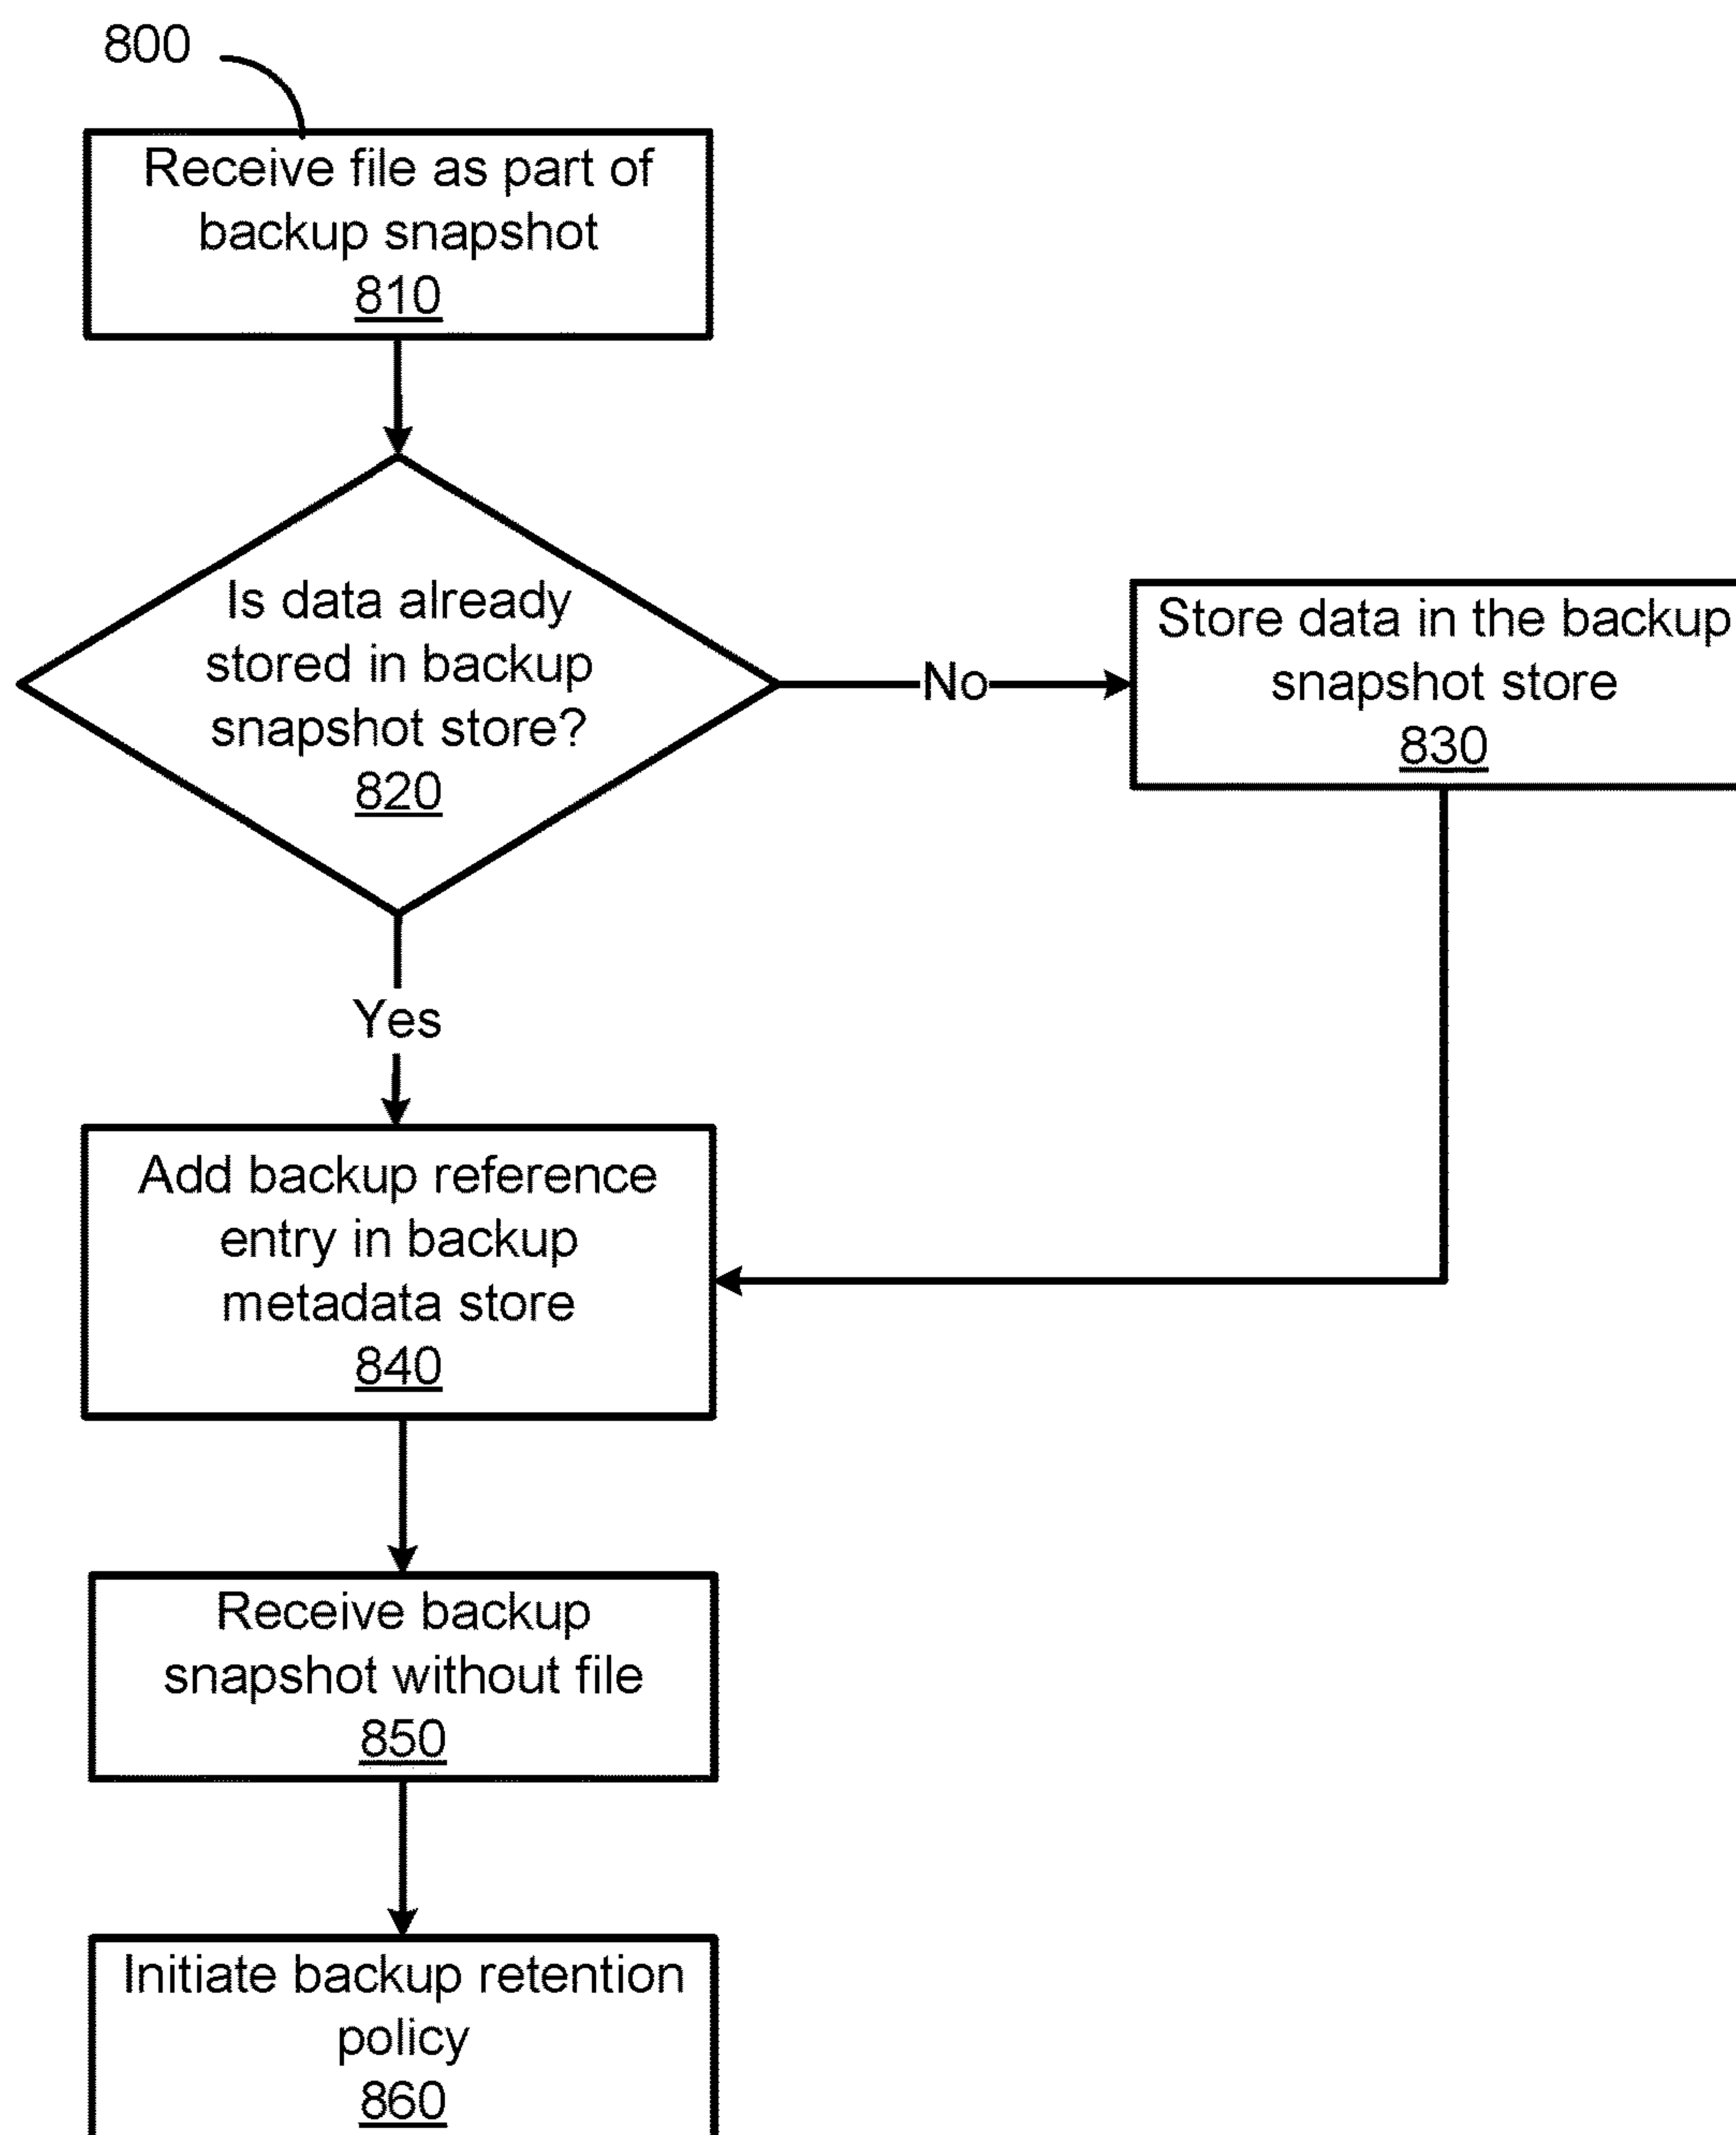 800
Receive file as part of
backup snapshot
810
Is data already
stored in backup
snapshot store?
820
No
Store data in the backup
snapshot store
830
Yes
Add backup reference
entry in backup
metadata store
840
Receive backup
snapshot without file
850
Initiate backup retention
policy
860